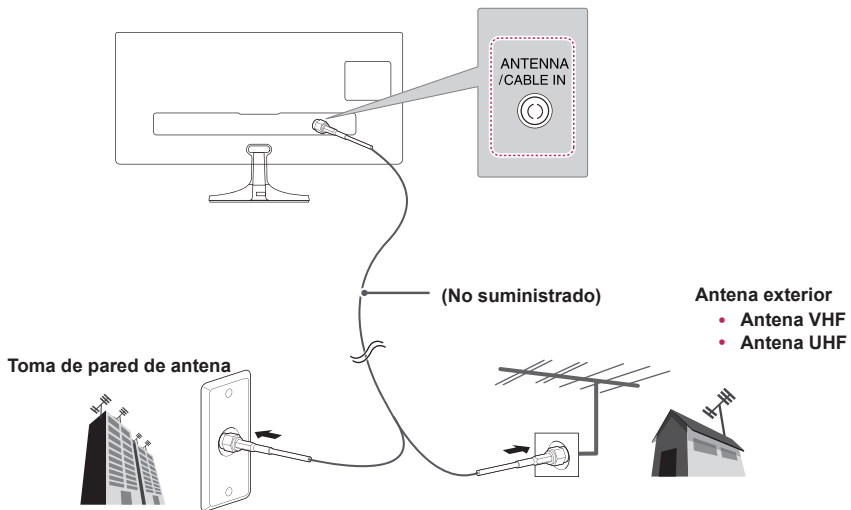 ANTENNA
/CABLE IN
(No suministrado)
Antena exterior
• Antena VHF
• Antena UHF
Toma de pared de antena